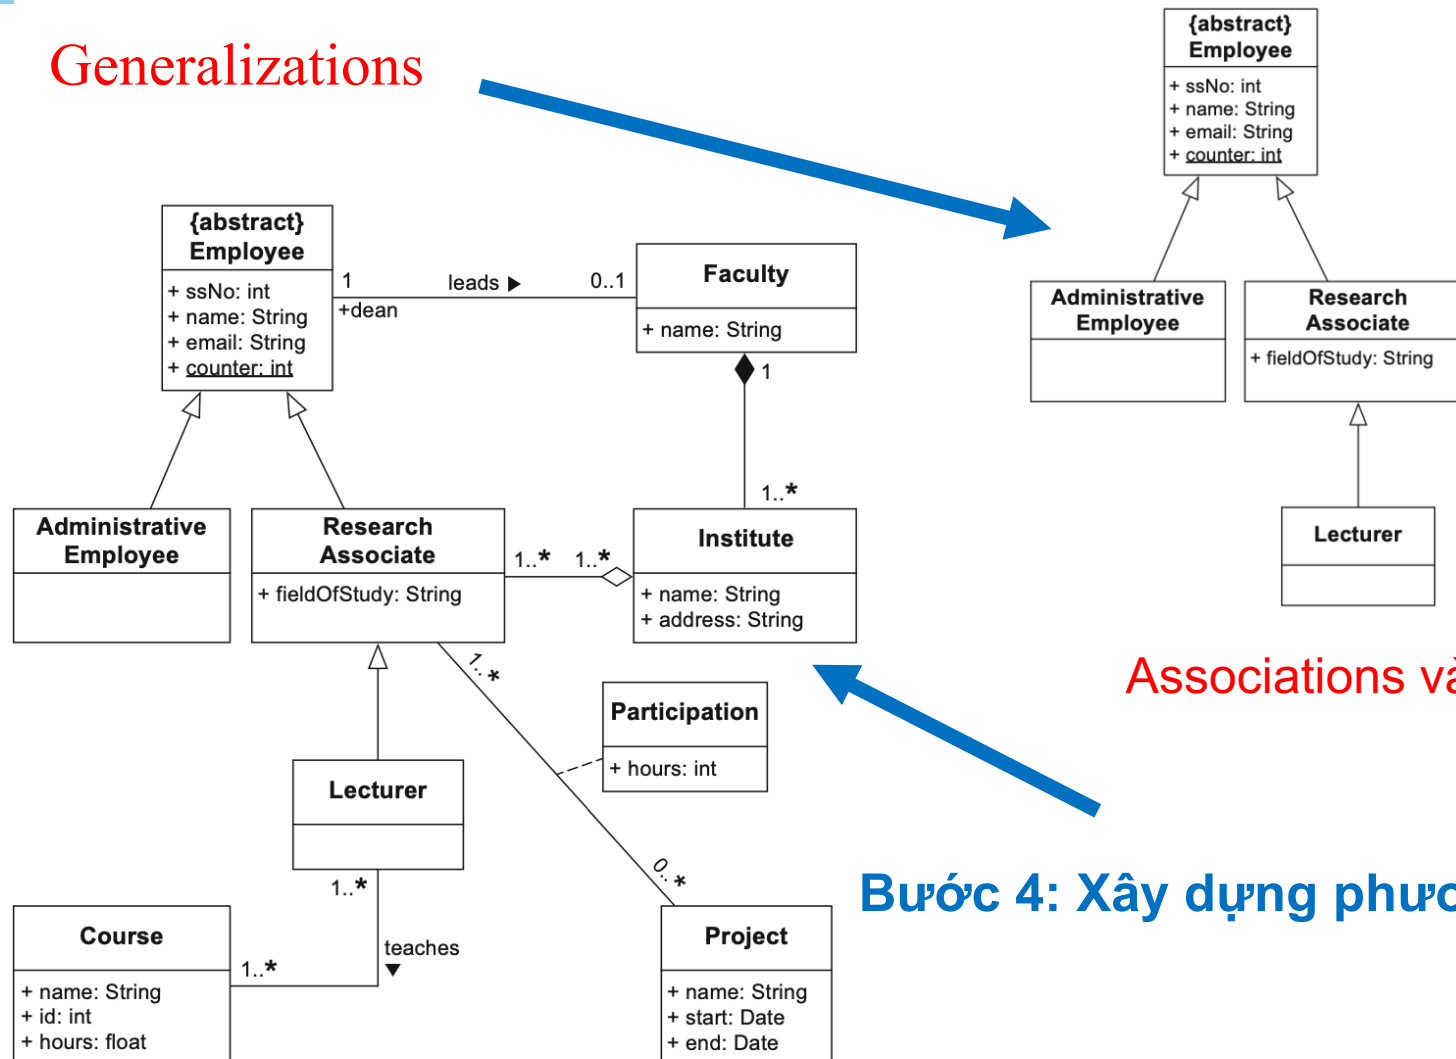 Generalizations
{abstract}
Employee
+ ssNo: int
+ name: String
+ email: String
+ counter: int
Administrative
Employee
Research
Associate
+ fieldOfStudy: String
Lecturer
{abstract}
Employee
+ ssNo: int
+ name: String
+ email: String
+ counter: int
1
+dean
leads ▶
0..1
Faculty
+ name: String
1
1..*
Administrative
Employee
Research
Associate
+ fieldOfStudy: String
1..*
1..*
Institute
+ name: String
+ address: String
1..*
Participation
+ hours: int
0..*
Lecturer
1..*
teaches
▼
1..*
Course
+ name: String
+ id: int
+ hours: float
Project
+ name: String
+ start: Date
+ end: Date
Associations
Bước 4: Xây dựng